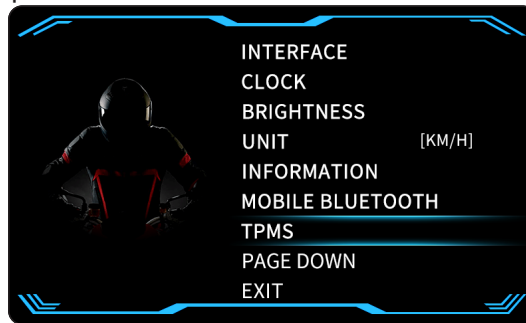 INTERFACE
CLOCK
BRIGHTNESS
UNIT [KM/H]
INFORMATION
MOBILE BLUETOOTH
TPMS
PAGE DOWN
EXIT